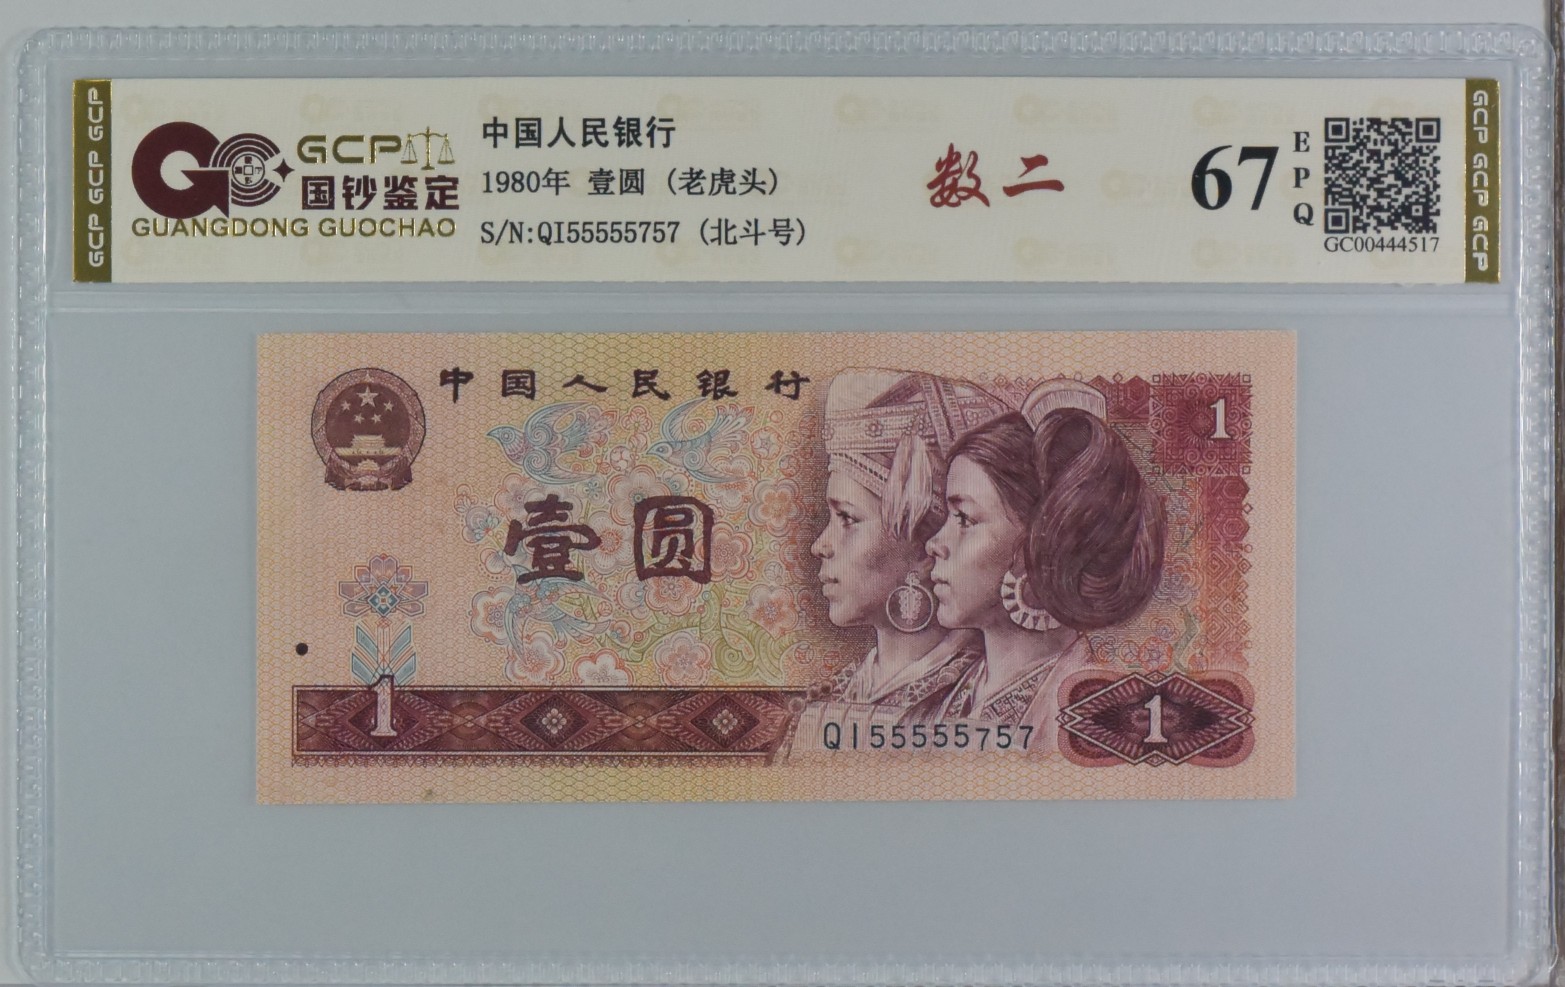 GCP GCP GCP
GCP
国钞鉴定
GUANGDONG GUOCHAO
中国人民银行
1980年 壹圆 (老虎头)
S/N:QI55555757 (北斗号)
数二
67
EPQ
GC00444517
GCP GCP GCP
中国人民银行
1
壹圆
1
QI55555757
1